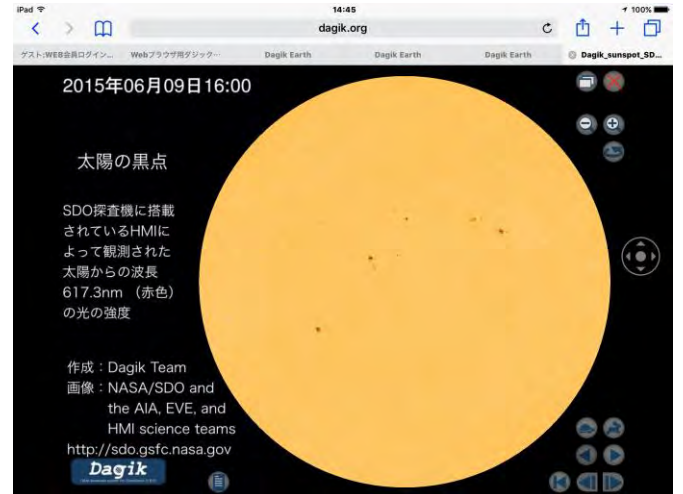 iPad 14:45 100%
dagik.org
ゲスト:WEB会員ログイン... Webブラウザ用ダジック… Dagik Earth Dagik Earth Dagik Earth Dagik_sunspot_SD...
2015年06月09日16:00
太陽の黒点
SDO探査機に搭載
されているHMIに
よって観測された
太陽からの波長
617.3nm （赤色）
の光の強度
作成：Dagik Team
画像：NASA/SDO and
the AIA, EVE, and
HMI science teams
http://sdo.gsfc.nasa.gov
Dagik